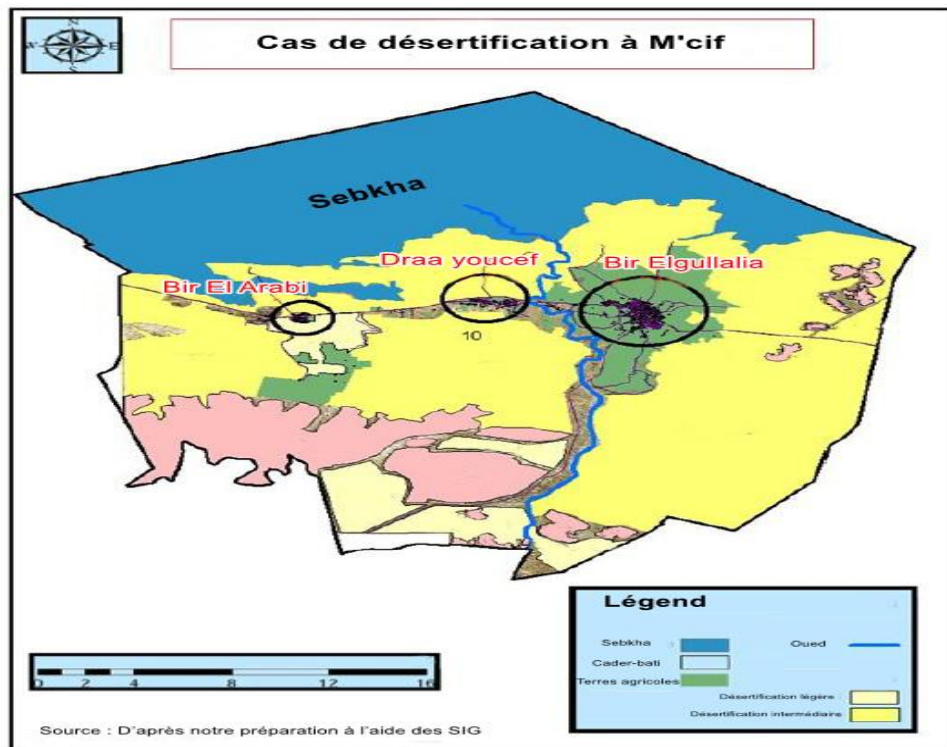 N
W E
S
Cas de désertification à M'cif
Sebkha
Draa youcef
Bir Elgullalia
Bir El Arabi
10
Légend
Sebkha
Oued
Cader-bati
Terres agricoles
Désertification légère
Désertification intermédiaire
0 2 4 8 12 16
Source : D'après notre préparation à l'aide des SIG